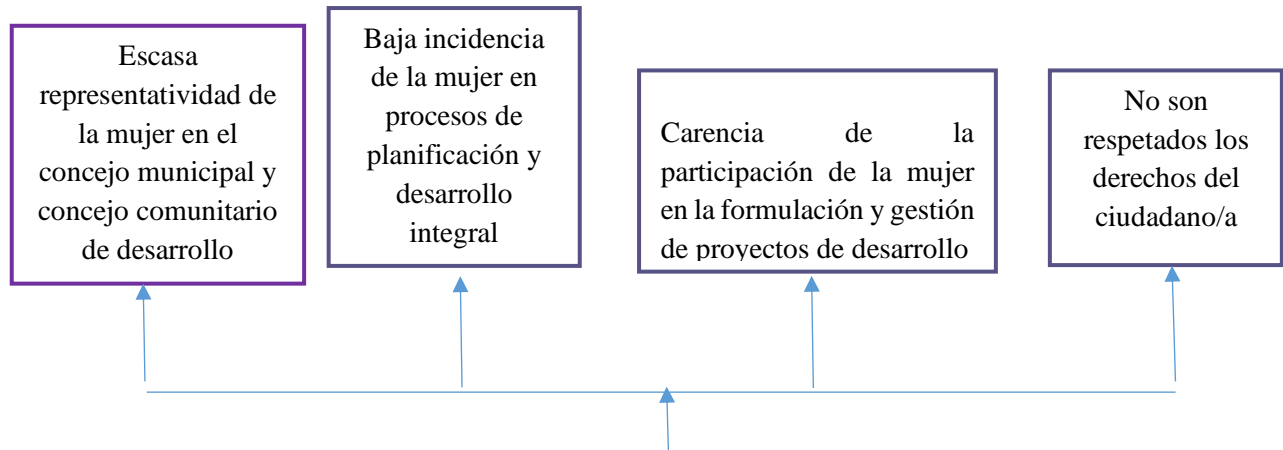 Escasa
representatividad de
la mujer en el
concejo municipal y
concejo comunitario
de desarrollo
Baja incidencia
de la mujer en
procesos de
planificación y
desarrollo
integral
Carencia de la
participación de la mujer
en la formulación y gestión
de proyectos de desarrollo
No son
respetados los
derechos del
ciudadano/a